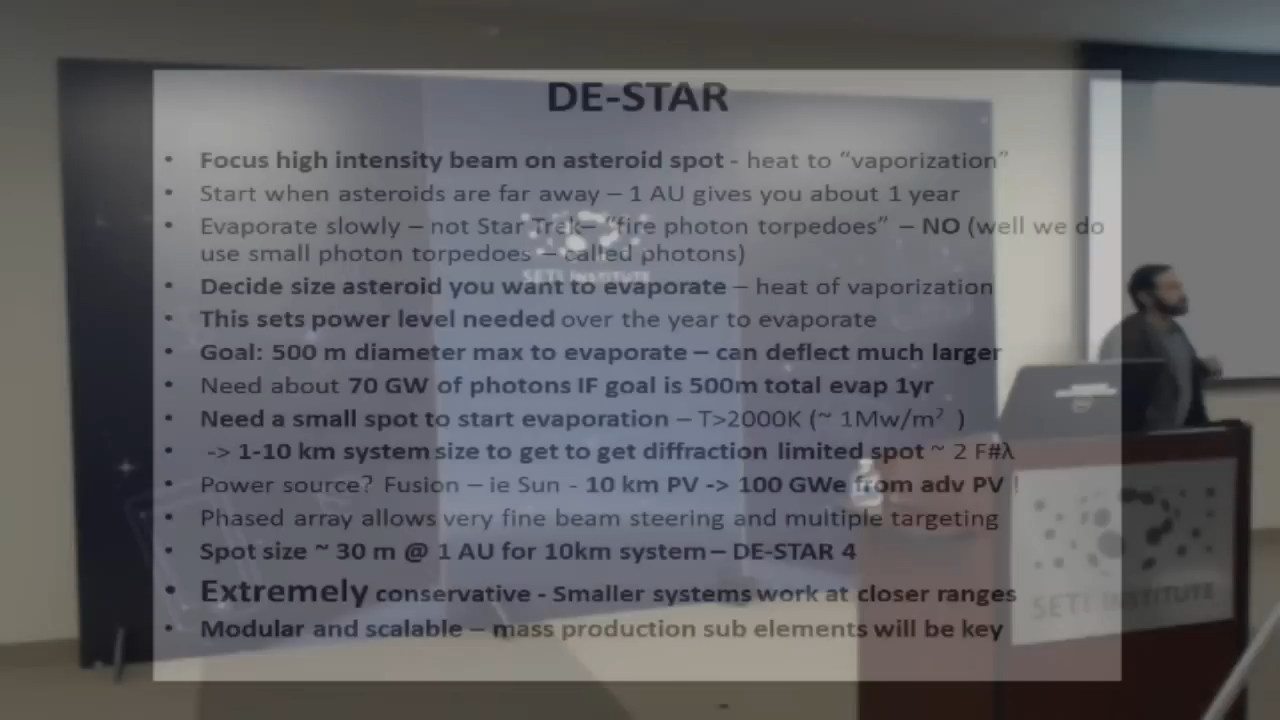 DE-STAR
• Focus high intensity beam on asteroid spot - heat to “vaporization”
• Start when asteroids are far away – 1 AU gives you about 1 year
• Evaporate slowly – not Star Trek– “fire photon torpedoes” – NO (well we do
use small photon torpedoes – called photons)
SETI INSTITUTE
• Decide size asteroid you want to evaporate – heat of vaporization
• This sets power level needed over the year to evaporate
• Goal: 500 m diameter max to evaporate – can deflect much larger
• Need about 70 GW of photons IF goal is 500m total evap 1yr
• Need a small spot to start evaporation – T>2000K (~ 1Mw/m² )
• -> 1-10 km system size to get to get diffraction limited spot ~ 2 F#λ
• Power source? Fusion – ie Sun - 10 km PV -> 100 GWe from adv PV !
• Phased array allows very fine beam steering and multiple targeting
• Spot size ~ 30 m @ 1 AU for 10km system – DE-STAR 4
• Extremely conservative - Smaller systems work at closer ranges
SETI INSTITUTE
• Modular and scalable – mass production sub elements will be key